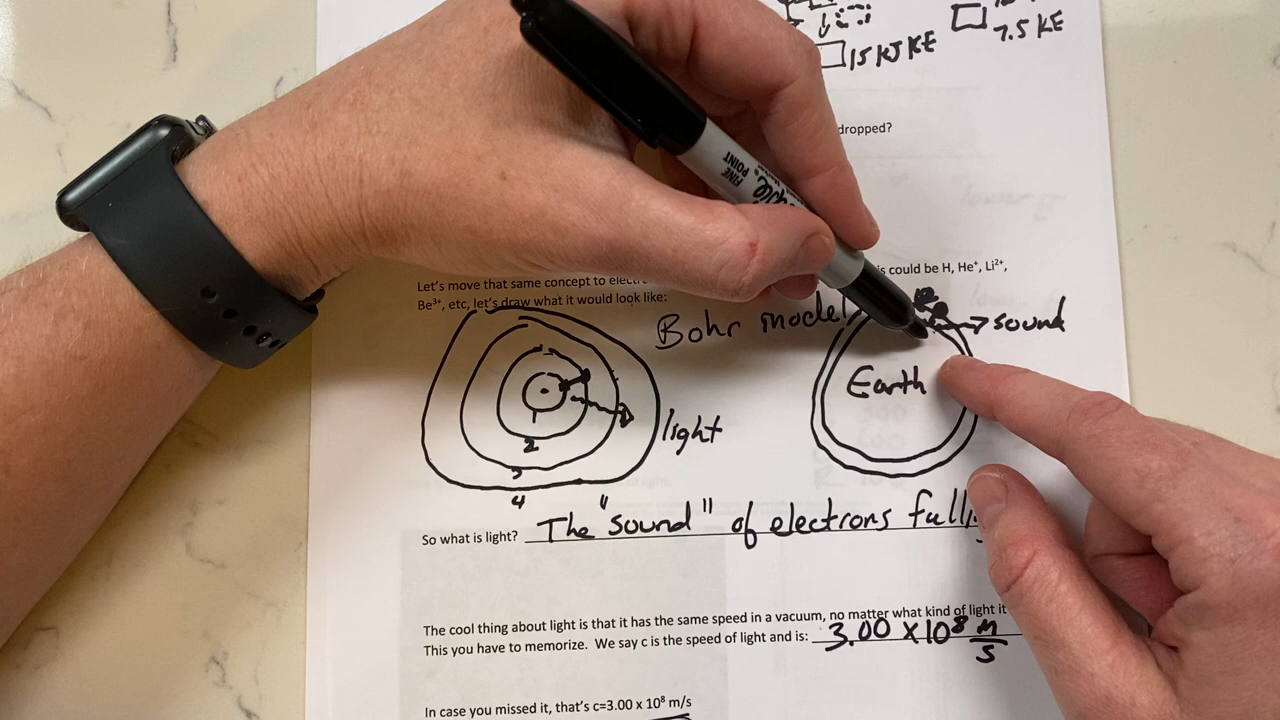 15 KJ KE
7.5 KE
dropped?
FINE
POINT
Let's move that same concept to
is could be H, He⁺, Li²⁺,
Be³⁺, etc, let's draw what it would look like:
Bohr model
sound
Earth
light
2
3
4
So what is light? The "sound" of electrons
The cool thing about light is that it has the same speed in a vacuum, no matter what kind of light it
This you have to memorize. We say c is the speed of light and is: 3.00 x10⁸ m/s
In case you missed it, that's c=3.00 x 10⁸ m/s